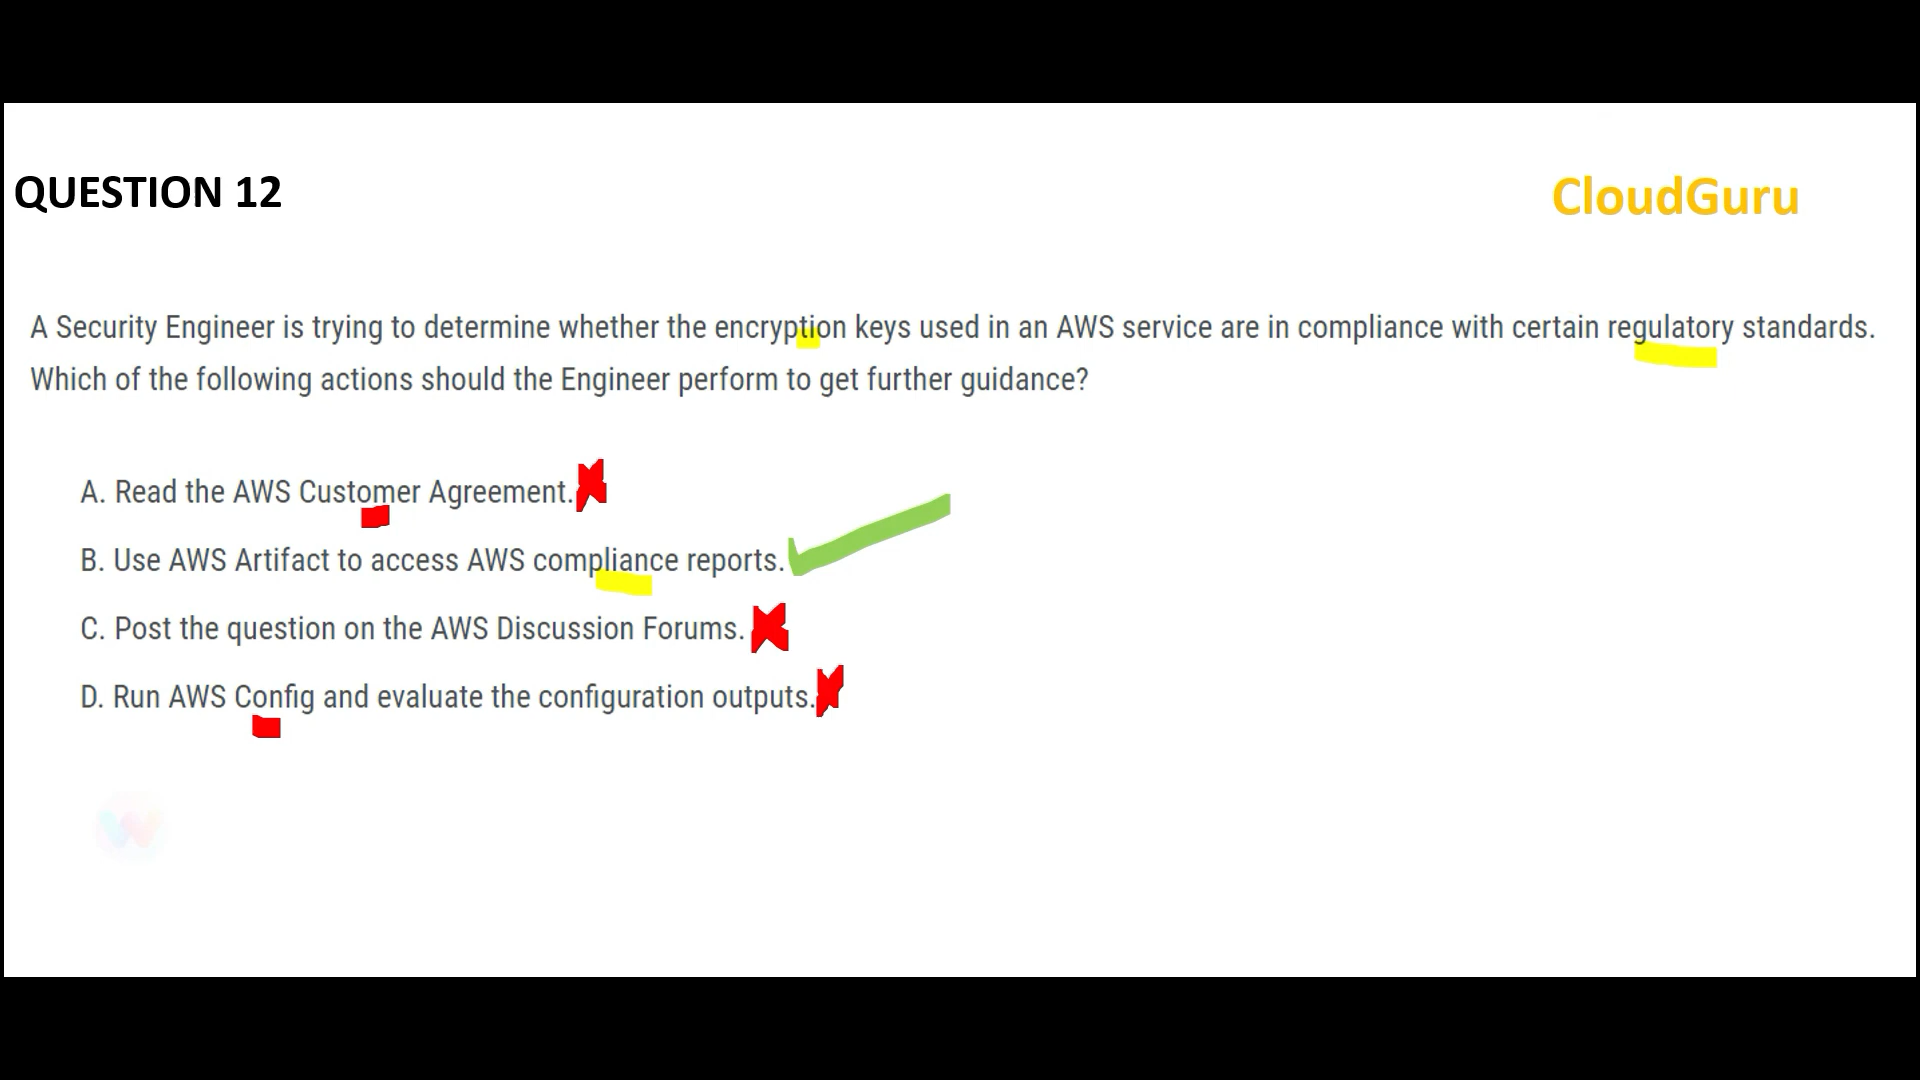 QUESTION 12
CloudGuru
A Security Engineer is trying to determine whether the encryption keys used in an AWS service are in compliance with certain regulatory standards.
Which of the following actions should the Engineer perform to get further guidance?
A. Read the AWS Customer Agreement.
B. Use AWS Artifact to access AWS compliance reports.
C. Post the question on the AWS Discussion Forums.
D. Run AWS Config and evaluate the configuration outputs.